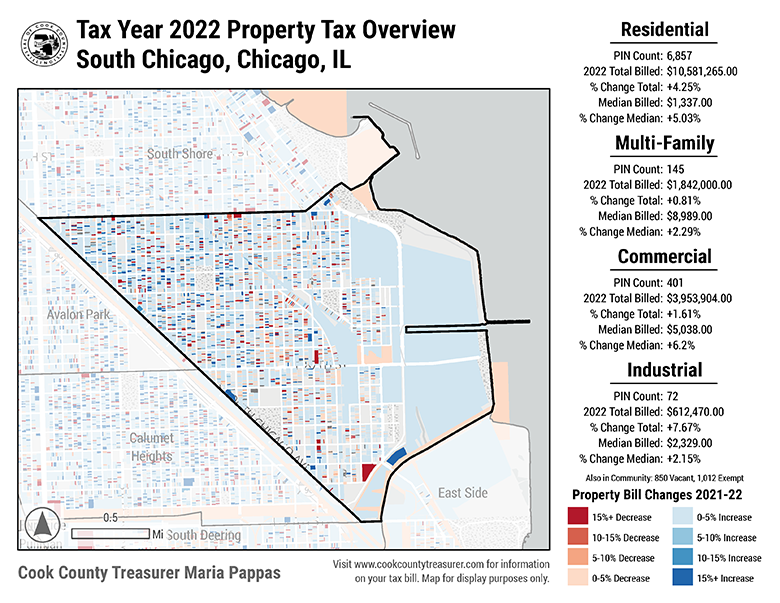 Tax Year 2022 Property Tax Overview
South Chicago, Chicago, IL
South Shore
Avalon Park
Calumet
Heights
East Side
South Deering
0.5
Mi
Cook County Treasurer Maria Pappas
Visit www.cookcountytreasurer.com for information
on your tax bill. Map for display purposes only.
Residential
PIN Count: 6,857
2022 Total Billed: $10,581,265.00
% Change Total: +4.25%
Median Billed: $1,337.00
% Change Median: +5.03%
Multi-Family
PIN Count: 145
2022 Total Billed: $1,842,000.00
% Change Total: +0.81%
Median Billed: $8,989.00
% Change Median: +2.29%
Commercial
PIN Count: 401
2022 Total Billed: $3,953,904.00
% Change Total: +1.61%
Median Billed: $5,038.00
% Change Median: +6.2%
Industrial
PIN Count: 72
2022 Total Billed: $612,470.00
% Change Total: +7.67%
Median Billed: $2,329.00
% Change Median: +2.15%
Also in Community: 850 Vacant, 1,012 Exempt
Property Bill Changes 2021-22
15%+ Decrease
10-15% Decrease
5-10% Decrease
0-5% Decrease
0-5% Increase
5-10% Increase
10-15% Increase
15%+ Increase